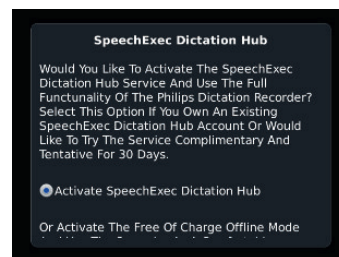 SpeechExec Dictation Hub
Would You Like To Activate The SpeechExec
Dictation Hub Service And Use The Full
Functunality Of The Philips Dictation Recorder?
Select This Option If You Own An Existing
SpeechExec Dictation Hub Account Or Would
Like To Try The Service Complimentary And
Tentative For 30 Days.
Activate SpeechExec Dictation Hub
Or Activate The Free Of Charge Offline Mode